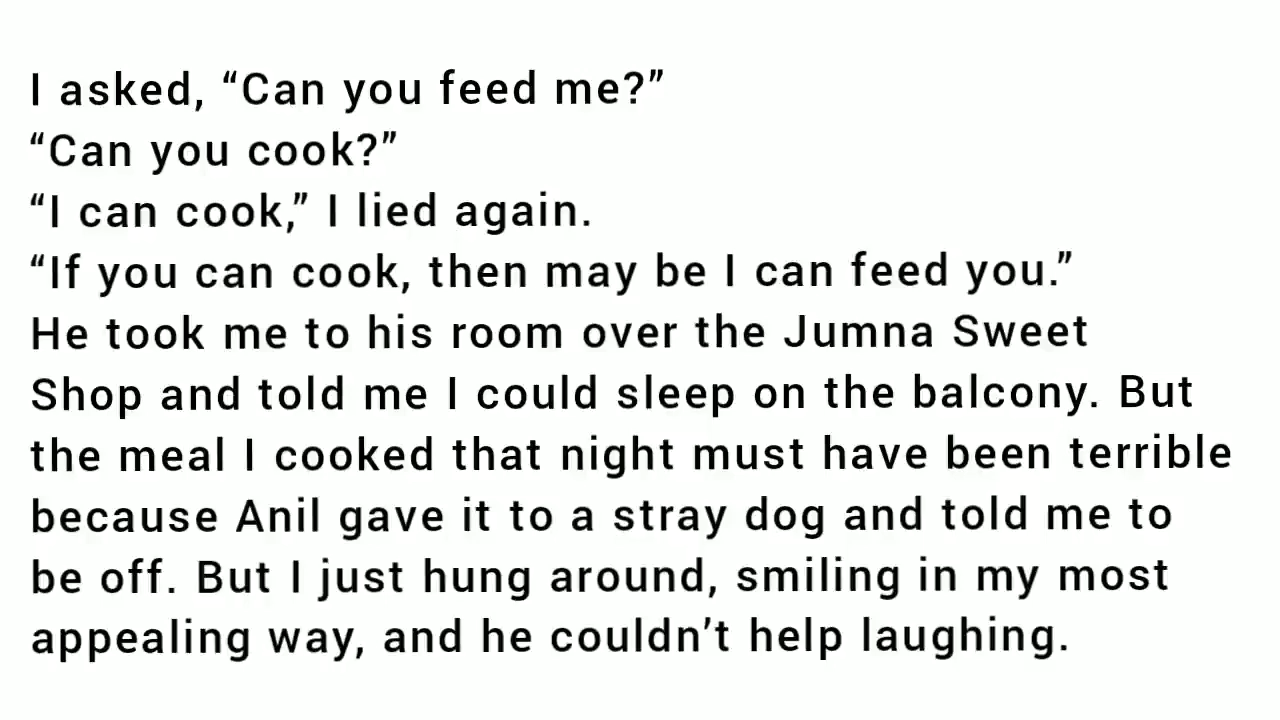 I asked, “Can you feed me?”
“Can you cook?”
“I can cook,” I lied again.
“If you can cook, then may be I can feed you.”
He took me to his room over the Jumna Sweet
Shop and told me I could sleep on the balcony. But
the meal I cooked that night must have been terrible
because Anil gave it to a stray dog and told me to
be off. But I just hung around, smiling in my most
appealing way, and he couldn’t help laughing.